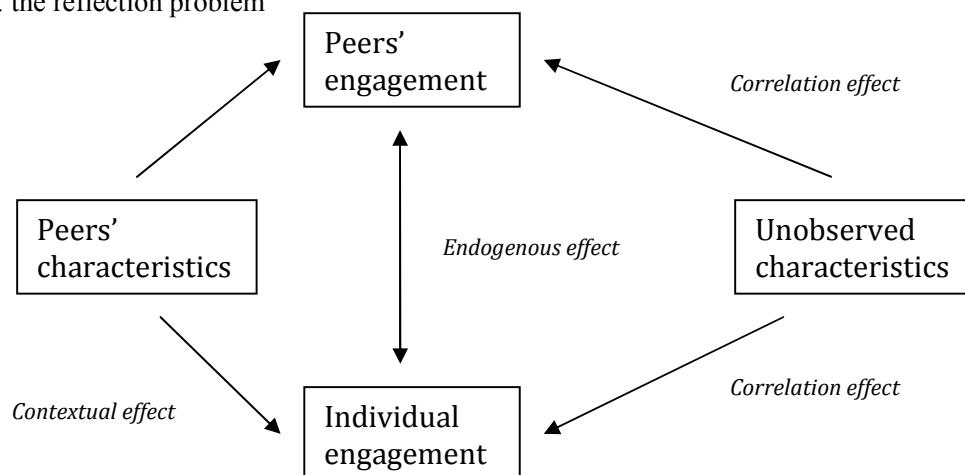 the reflection problem
Peers'
engagement
Correlation effect
Peers'
characteristics
Endogenous effect
Unobserved
characteristics
Contextual effect
Correlation effect
Individual
engagement